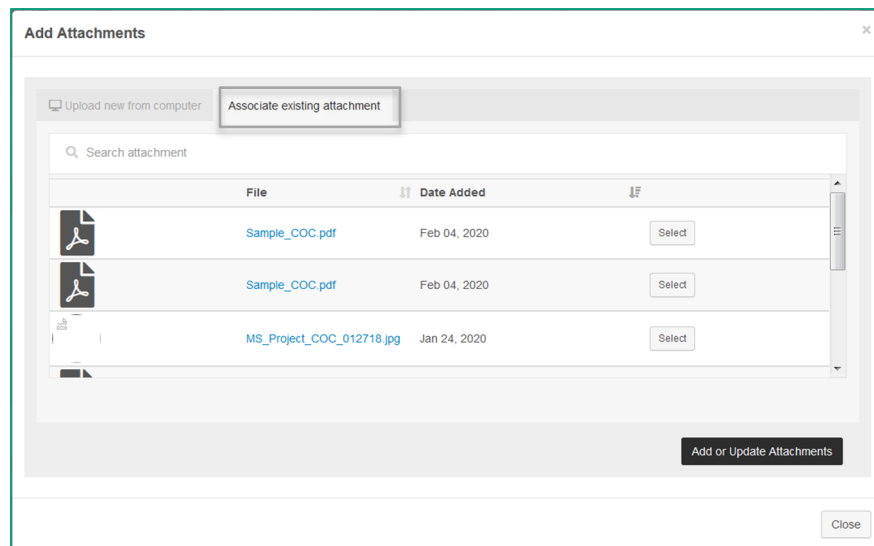 Add Attachments ×
Upload new from computer Associate existing attachment
Search attachment
File Date Added
Sample_COC.pdf Feb 04, 2020 Select
Sample_COC.pdf Feb 04, 2020 Select
MS_Project_COC_012718.jpg Jan 24, 2020 Select
Add or Update Attachments
Close